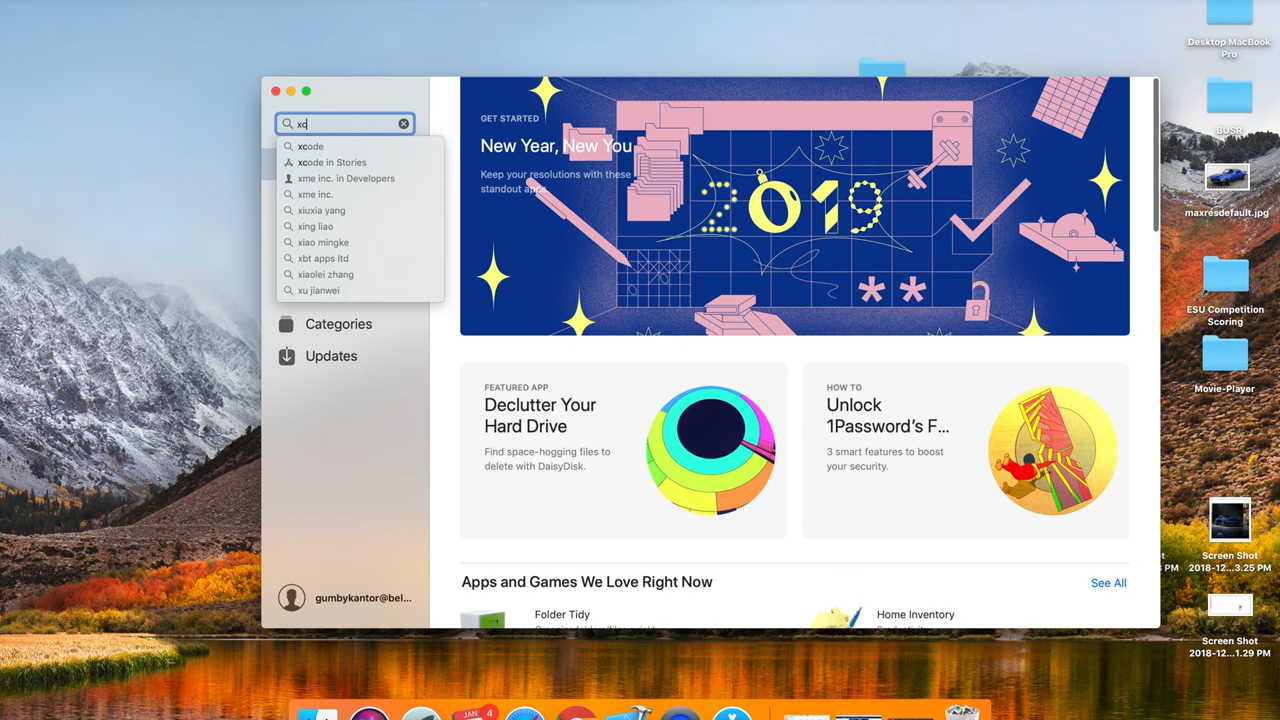 xc
xcode
xcode in Stories
xme inc. in Developers
xme inc.
xiuxia yang
xing liao
xiao mingke
xbt apps ltd
xiaolei zhang
xu jianwei
Categories
Updates
gumbykantor@bel...
GET STARTED
New Year, New You
Keep your resolutions with these
standout apps.
2019
FEATURED APP
Declutter Your
Hard Drive
Find space-hogging files to
delete with DaisyDisk.
HOW TO
Unlock
1Password's F...
3 smart features to boost
your security.
Apps and Games We Love Right Now
See All
Folder Tidy
Home Inventory
Desktop MacBook
Pro
BUSR
maxresdefault.jpg
ESU Competition
Scoring
Movie-Player
Screen Shot
2018-12...3.25 PM
Screen Shot
2018-12...1.29 PM
JAN 4
4